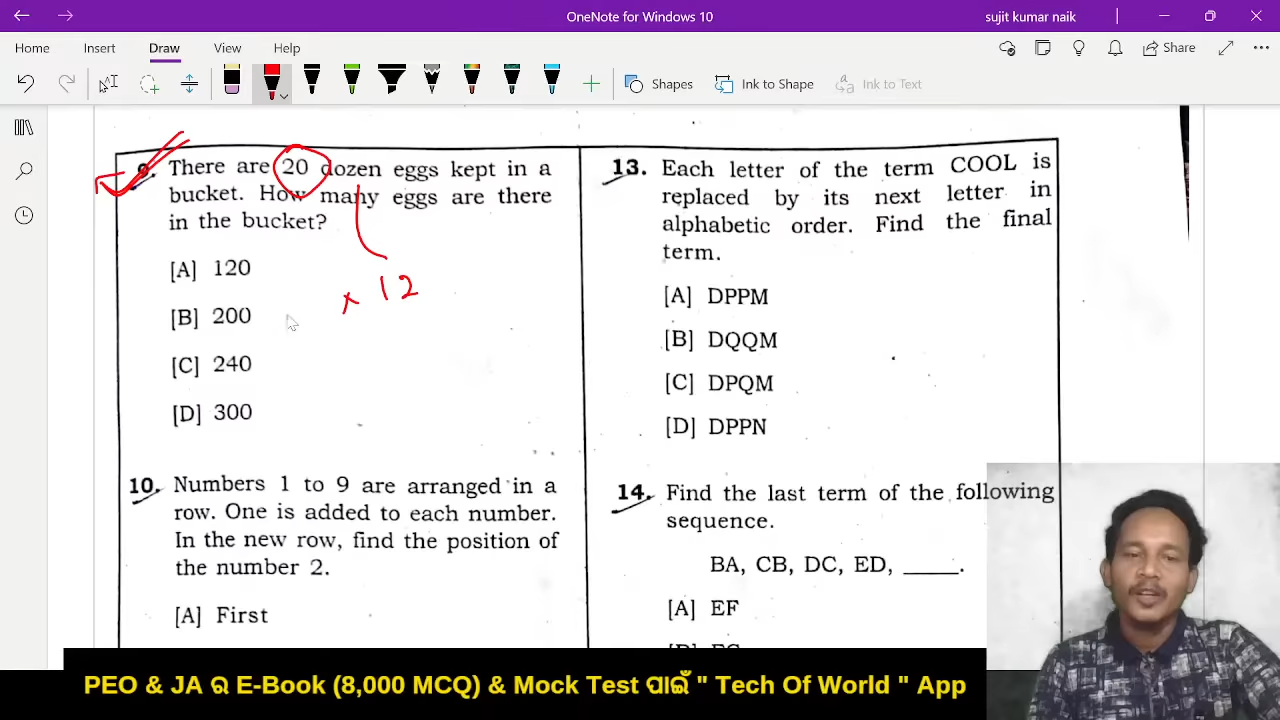 OneNote for Windows 10
sujit kumar naik
Home Insert Draw View Help
Share
Shapes
Ink to Shape
Ink to Text
9. There are 20 dozen eggs kept in a
bucket. How many eggs are there
in the bucket?
× 12
[A] 120
[B] 200
[C] 240
[D] 300
10. Numbers 1 to 9 are arranged in a
row. One is added to each number.
In the new row, find the position of
the number 2.
[A] First
13. Each letter of the term COOL is
replaced by its next letter in
alphabetic order. Find the final
term.
[A] DPPM
[B] DQQM
[C] DPQM
[D] DPPN
14. Find the last term of the following
sequence.
BA, CB, DC, ED, _____.
[A] EF
PEO & JA ର E-Book (8,000 MCQ) & Mock Test ପାଇଁ " Tech Of World " App